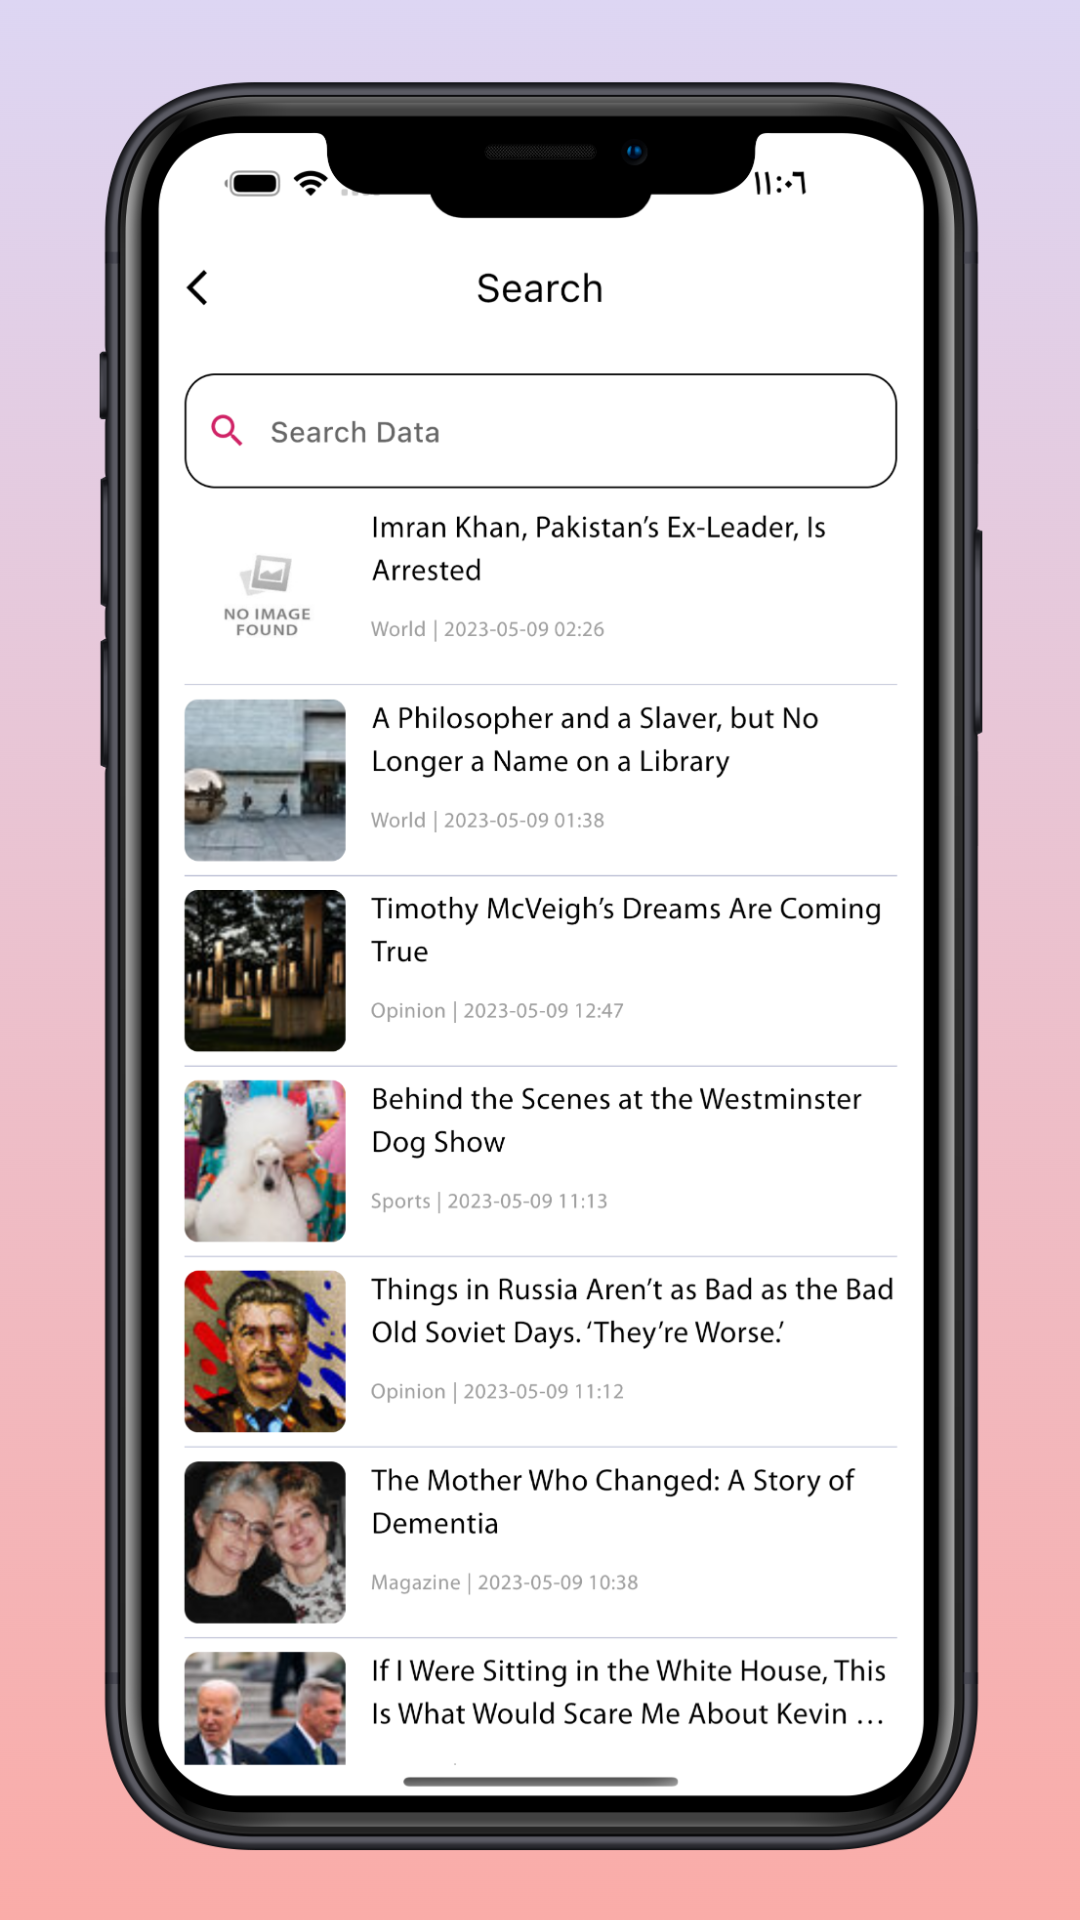 ١١:٠٦
Search
Search Data
NO IMAGE
FOUND
Imran Khan, Pakistan’s Ex-Leader, Is
Arrested
World | 2023-05-09 02:26
A Philosopher and a Slaver, but No
Longer a Name on a Library
World | 2023-05-09 01:38
Timothy McVeigh’s Dreams Are Coming
True
Opinion | 2023-05-09 12:47
Behind the Scenes at the Westminster
Dog Show
Sports | 2023-05-09 11:13
Things in Russia Aren’t as Bad as the Bad
Old Soviet Days. ‘They’re Worse.’
Opinion | 2023-05-09 11:12
The Mother Who Changed: A Story of
Dementia
Magazine | 2023-05-09 10:38
If I Were Sitting in the White House, This
Is What Would Scare Me About Kevin …